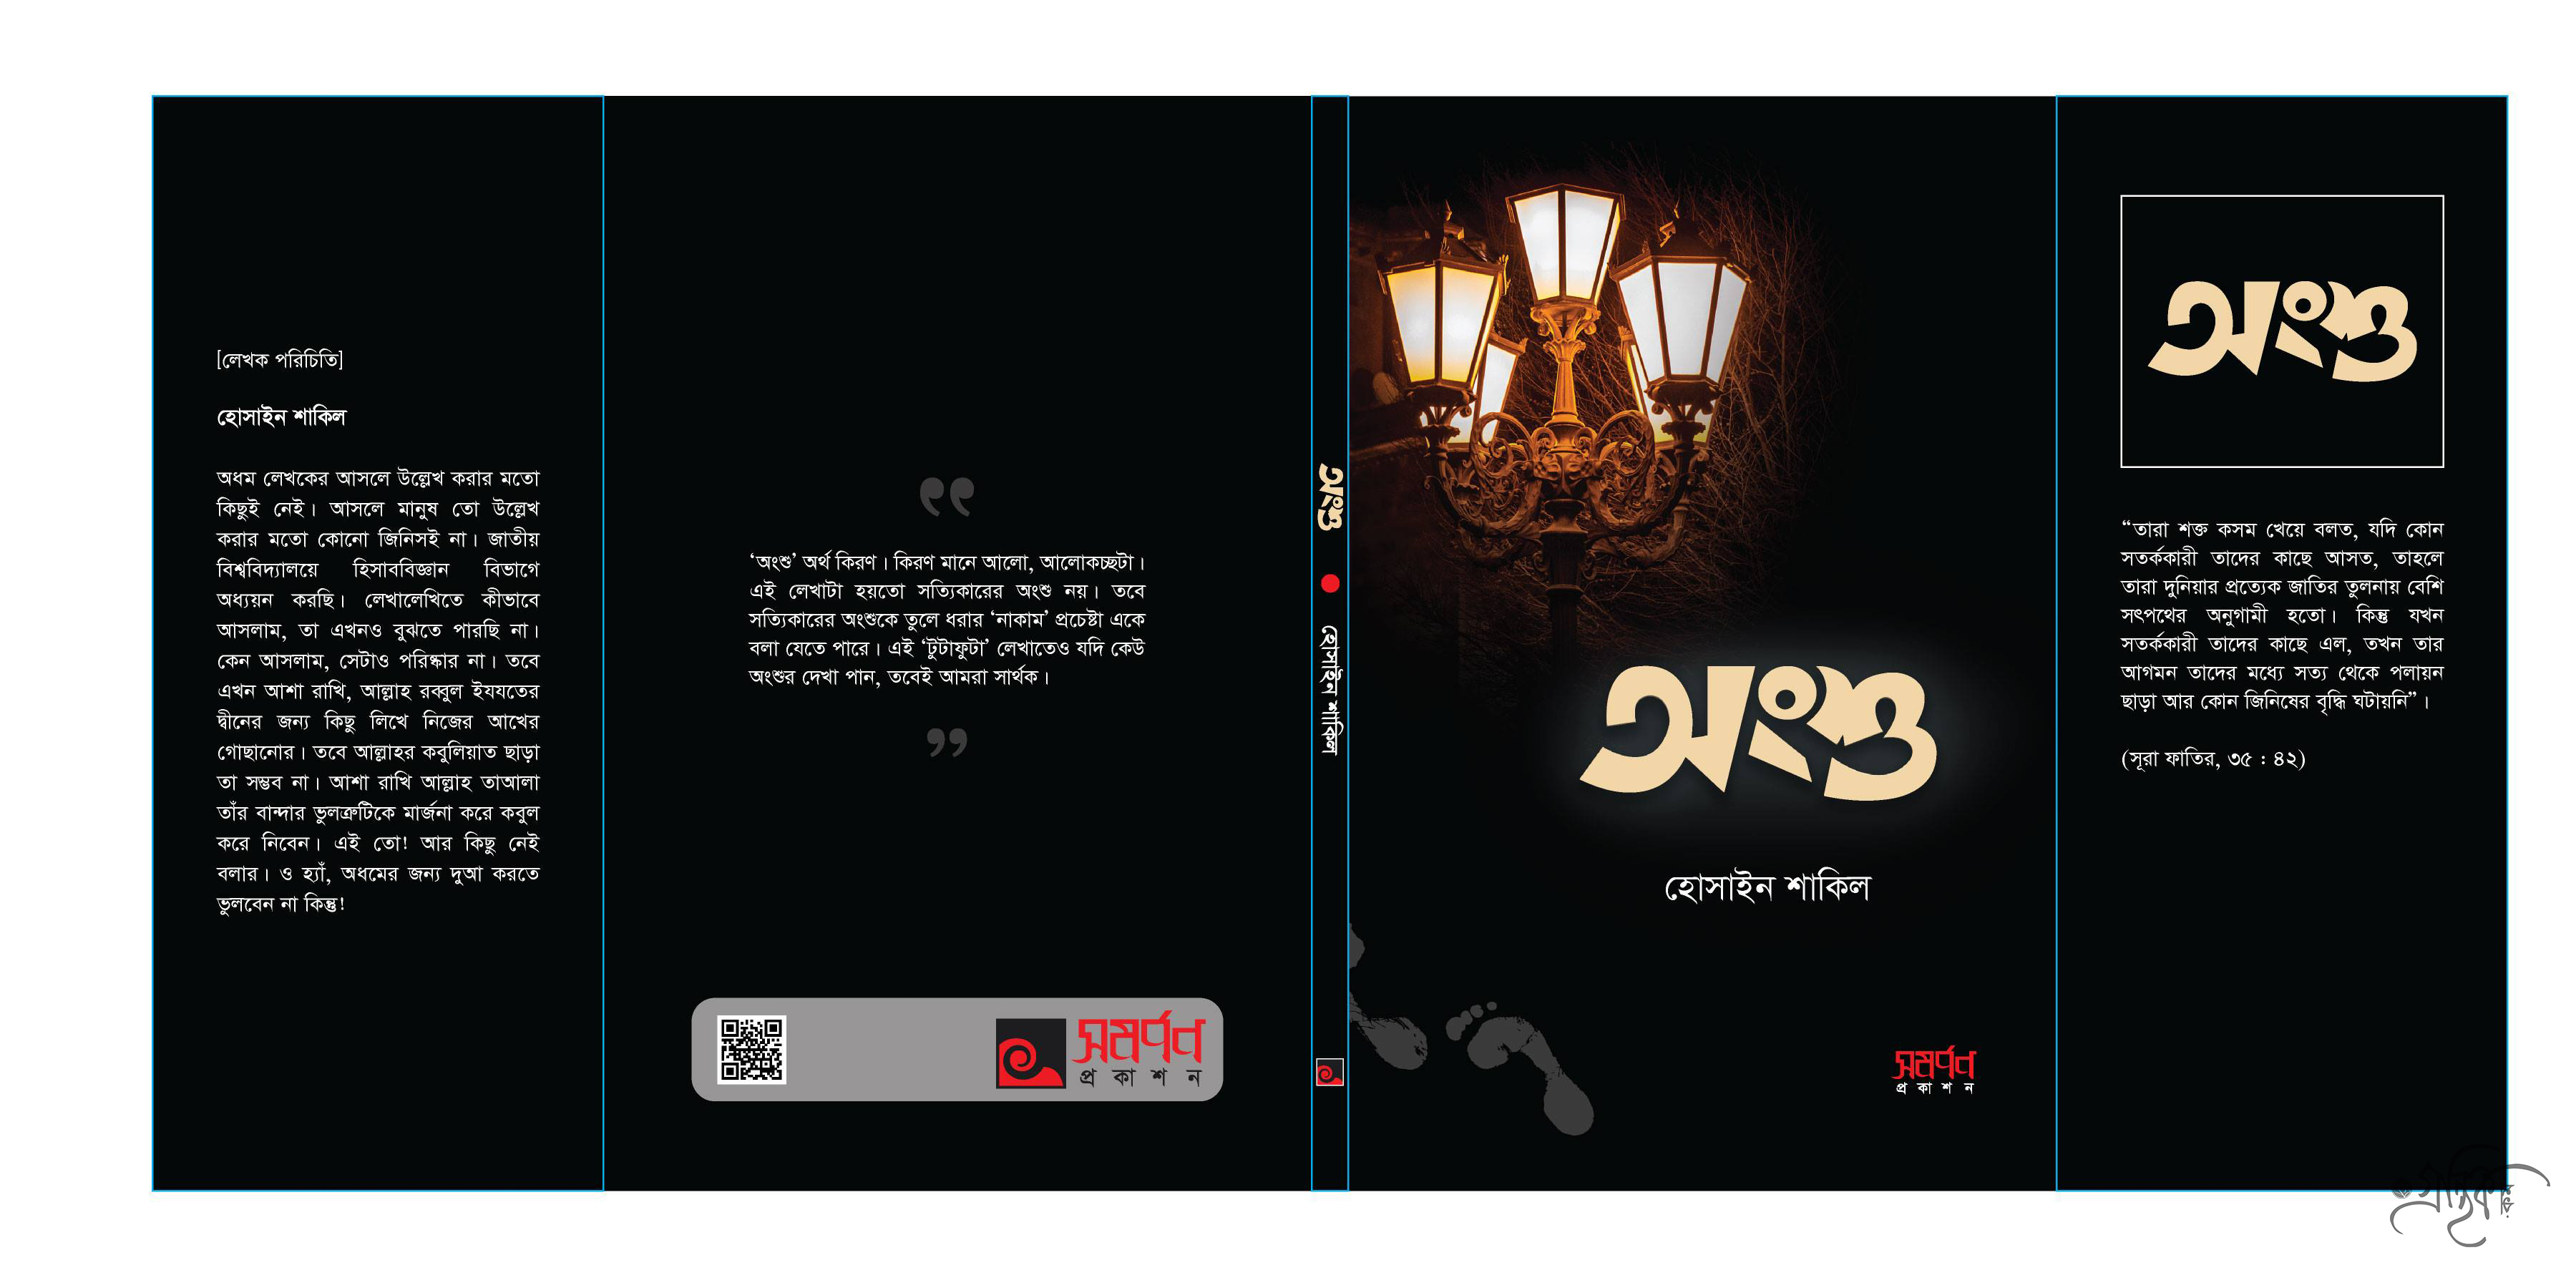 [লেখক পরিচিতি]
হোসাইন শাকিল
অধম লেখকের আসলে উল্লেখ করার মতো
কিছুই নেই। আসলে মানুষ তো উল্লেখ
করার মতো কোনো জিনিসই না। জাতীয়
বিশ্ববিদ্যালয়ে হিসাববিজ্ঞান বিভাগে
অধ্যয়ন করছি। লেখালেখিতে কীভাবে
আসলাম, তা এখনও বুঝতে পারছি না।
কেন আসলাম, সেটাও পরিষ্কার না। তবে
এখন আশা রাখি, আল্লাহ রব্বুল ইযযতের
দ্বীনের জন্য কিছু লিখে নিজের আখের
গোছানোর। তবে আল্লাহর কবুলিয়াত ছাড়া
তা সম্ভব না। আশা রাখি আল্লাহ তাআলা
তাঁর বান্দার ভুলত্রুটিকে মার্জনা করে কবুল
করে নিবেন। এই তো! আর কিছু নেই
বলার। ও হ্যাঁ, অধমের জন্য দুআ করতে
ভুলবেন না কিন্তু!
“
‘অংশু’ অর্থ কিরণ। কিরণ মানে আলো, আলোকচ্ছটা।
এই লেখাটা হয়তো সত্যিকারের অংশু নয়। তবে
সত্যিকারের অংশুকে তুলে ধরার ‘নাকাম’ প্রচেষ্টা একে
বলা যেতে পারে। এই ‘টুটাফুটা’ লেখাতেও যদি কেউ
অংশুর দেখা পান, তবেই আমরা সার্থক।
”
সমর্পণ
প্রকাশন
অংশু
হোসাইন শাকিল
অংশু
হোসাইন শাকিল
সমর্পণ
প্রকাশন
অংশু
“তারা শক্ত কসম খেয়ে বলত, যদি কোন
সতর্ককারী তাদের কাছে আসত, তাহলে
তারা দুনিয়ার প্রত্যেক জাতির তুলনায় বেশি
সৎপথের অনুগামী হতো। কিন্তু যখন
সতর্ককারী তাদের কাছে এল, তখন তার
আগমন তাদের মধ্যে সত্য থেকে পলায়ন
ছাড়া আর কোন জিনিষের বৃদ্ধি ঘটায়নি”।
(সূরা ফাতির, ৩৫ : ৪২)